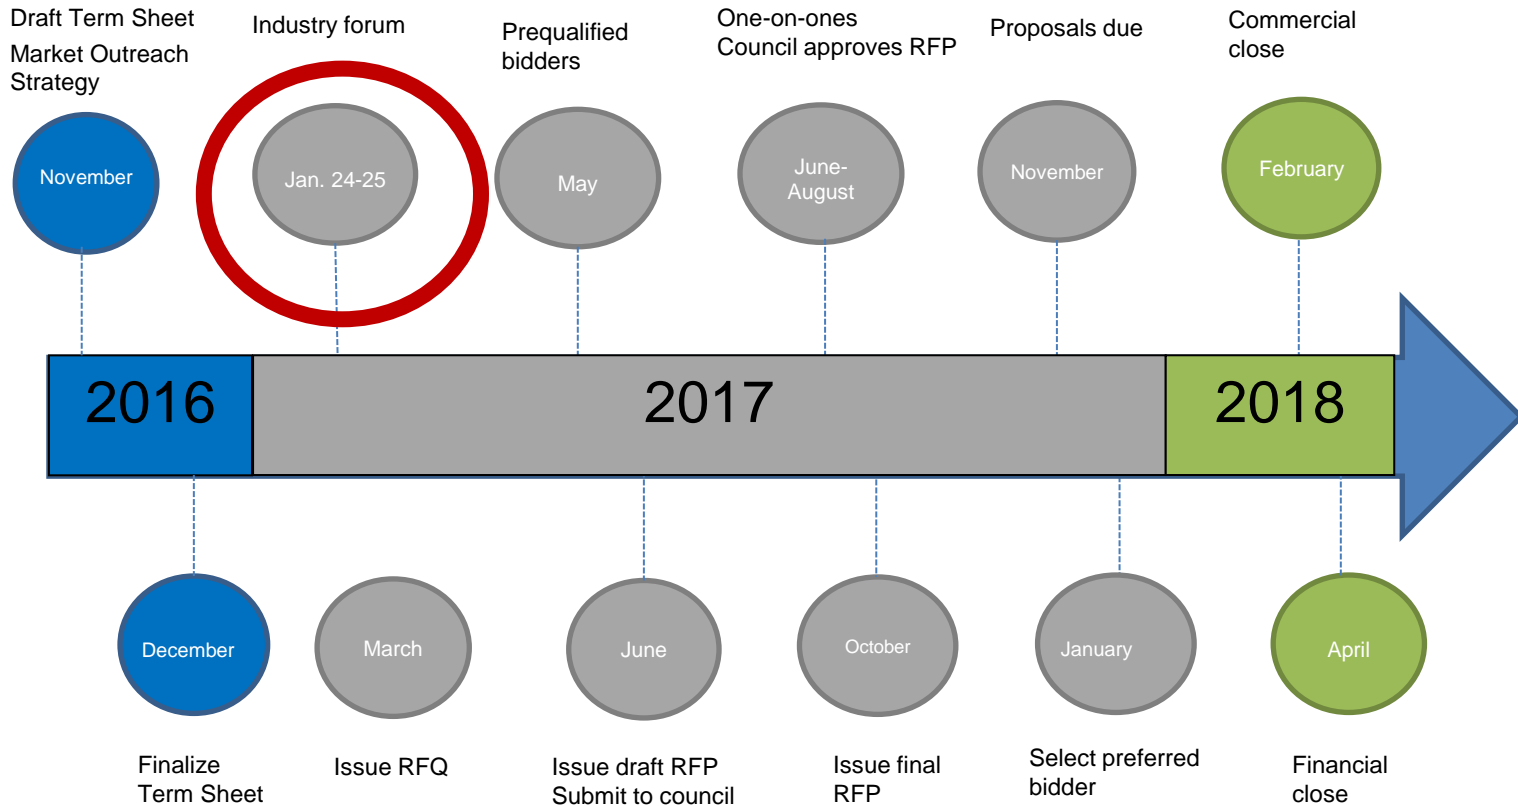 Draft Term Sheet
Market Outreach
Strategy
Industry forum
Prequalified
bidders
One-on-ones
Council approves RFP
Proposals due
Commercial
close
November
Jan. 24-25
May
June-
August
November
February
2016
2017
2018
December
March
June
October
January
April
Finalize
Term Sheet
Issue RFQ
Issue draft RFP
Submit to council
Issue final
RFP
Select preferred
bidder
Financial
close